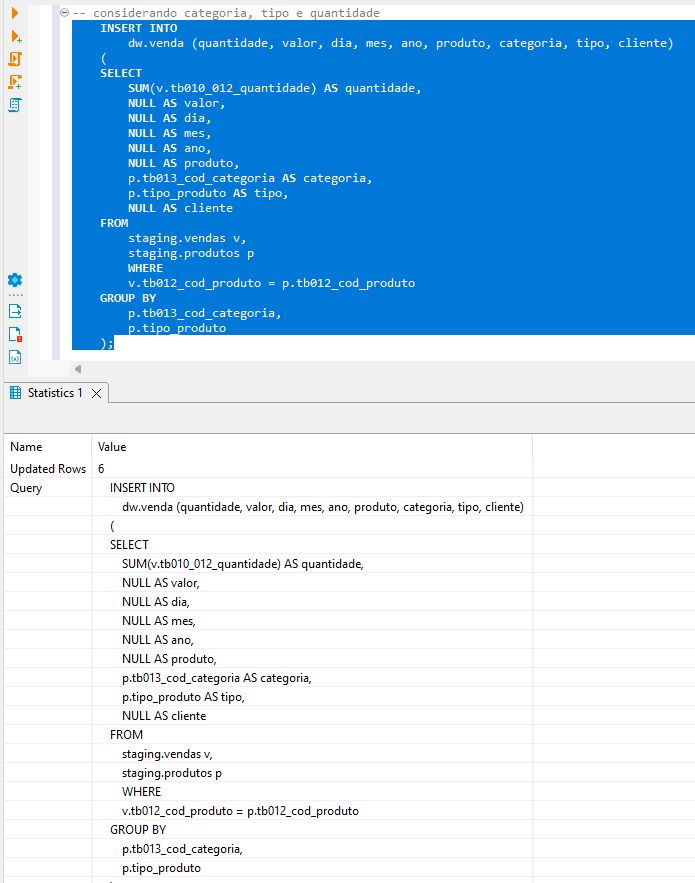 -- considerando categoria, tipo e quantidade
INSERT INTO
dw.venda (quantidade, valor, dia, mes, ano, produto, categoria, tipo, cliente)
(
SELECT
SUM(v.tb010_012_quantidade) AS quantidade,
NULL AS valor,
NULL AS dia,
NULL AS mes,
NULL AS ano,
NULL AS produto,
p.tb013_cod_categoria AS categoria,
p.tipo_produto AS tipo,
NULL AS cliente
FROM
staging.vendas v,
staging.produtos p
WHERE
v.tb012_cod_produto = p.tb012_cod_produto
GROUP BY
p.tb013_cod_categoria,
p.tipo_produto
);
Statistics 1
Name Value
Updated Rows 6
Query INSERT INTO
dw.venda (quantidade, valor, dia, mes, ano, produto, categoria, tipo, cliente)
(
SELECT
SUM(v.tb010_012_quantidade) AS quantidade,
NULL AS valor,
NULL AS dia,
NULL AS mes,
NULL AS ano,
NULL AS produto,
p.tb013_cod_categoria AS categoria,
p.tipo_produto AS tipo,
NULL AS cliente
FROM
staging.vendas v,
staging.produtos p
WHERE
v.tb012_cod_produto = p.tb012_cod_produto
GROUP BY
p.tb013_cod_categoria,
p.tipo_produto